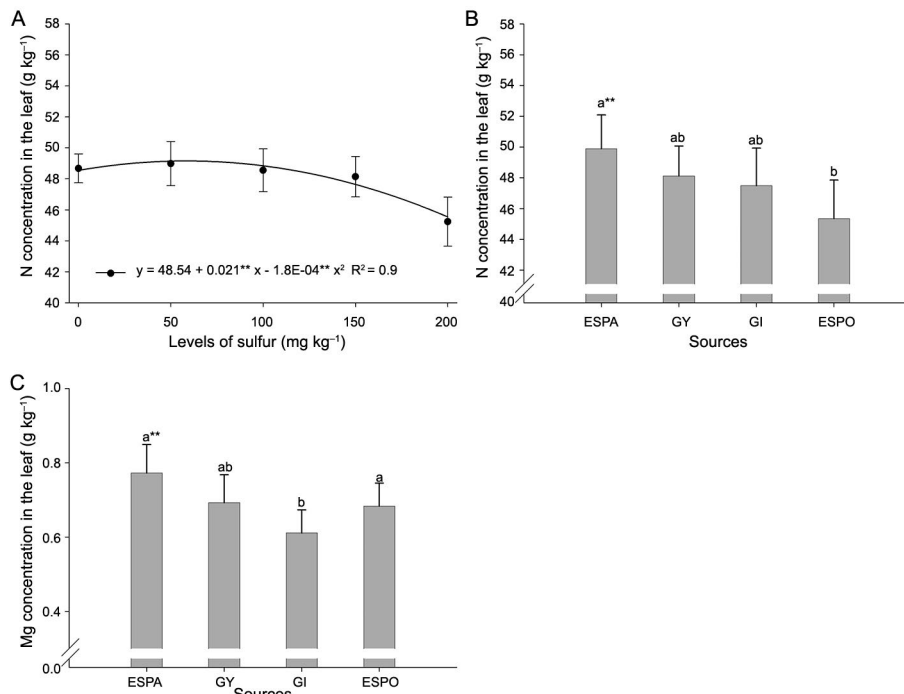 A
N concentration in the leaf (g kg⁻¹)
58
56
54
52
50
48
46
44
42
40
y = 48.54 + 0.021** x - 1.8E-04** x² R² = 0.9
0 50 100 150 200
Levels of sulfur (mg kg⁻¹)
B
N concentration in the leaf (g kg⁻¹)
58
56
54
52
50
48
46
44
42
40
a** ab ab b
ESPA GY GI ESPO
Sources
C
Mg concentration in the leaf (g kg⁻¹)
1.0
0.8
0.6
0.4
0.0
a** ab b a
ESPA GY GI ESPO
Sources